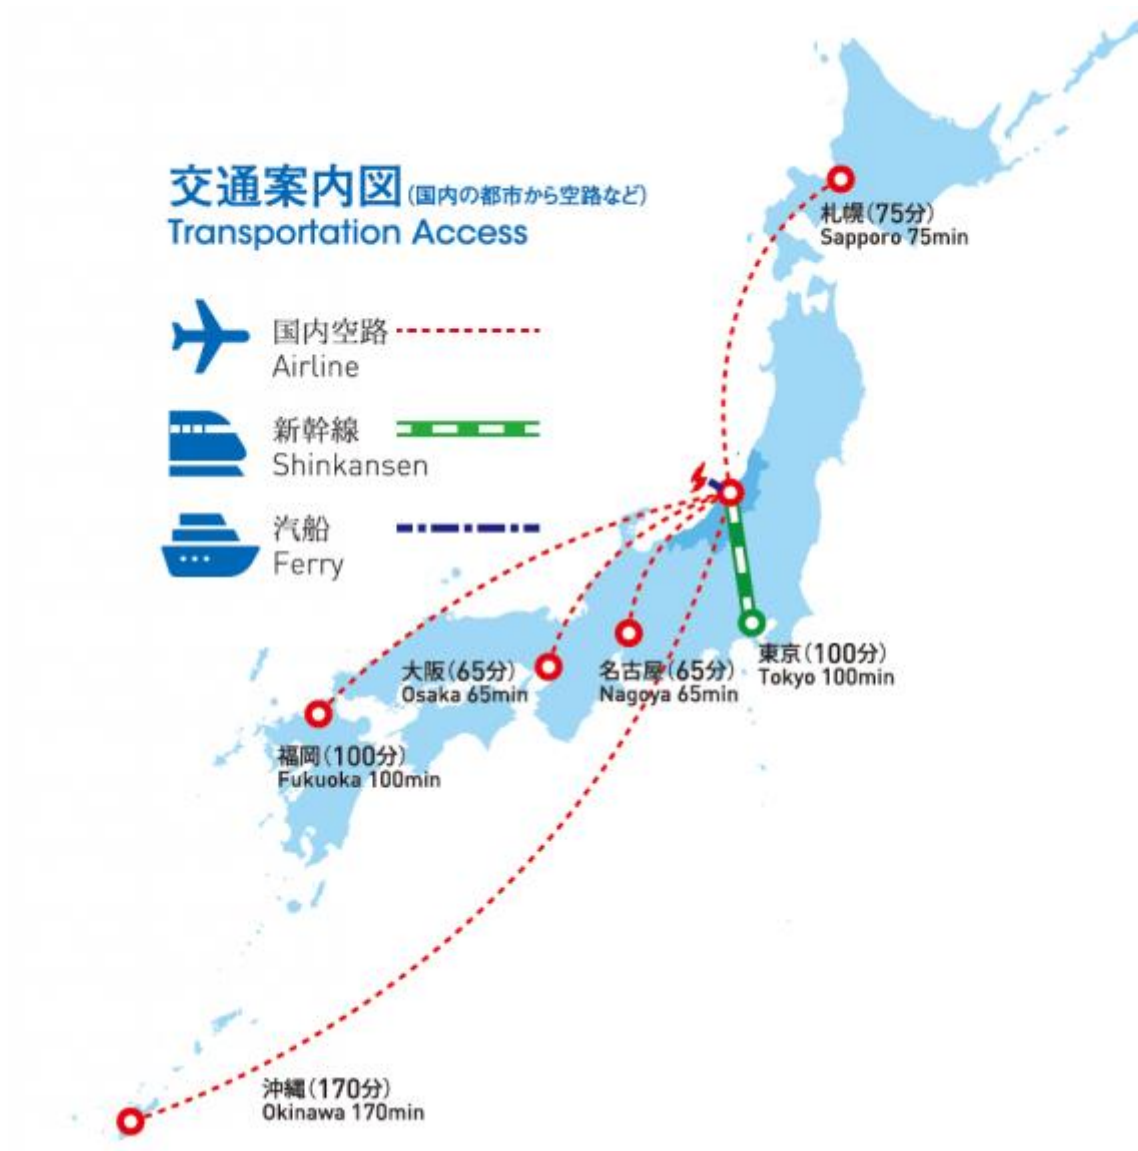 交通案内図(国内の都市から空路など)
Transportation Access
国内空路
Airline
新幹線
Shinkansen
汽船
Ferry
札幌(75分)
Sapporo 75min
東京(100分)
Tokyo 100min
名古屋(65分)
Nagoya 65min
大阪(65分)
Osaka 65min
福岡(100分)
Fukuoka 100min
沖縄(170分)
Okinawa 170min